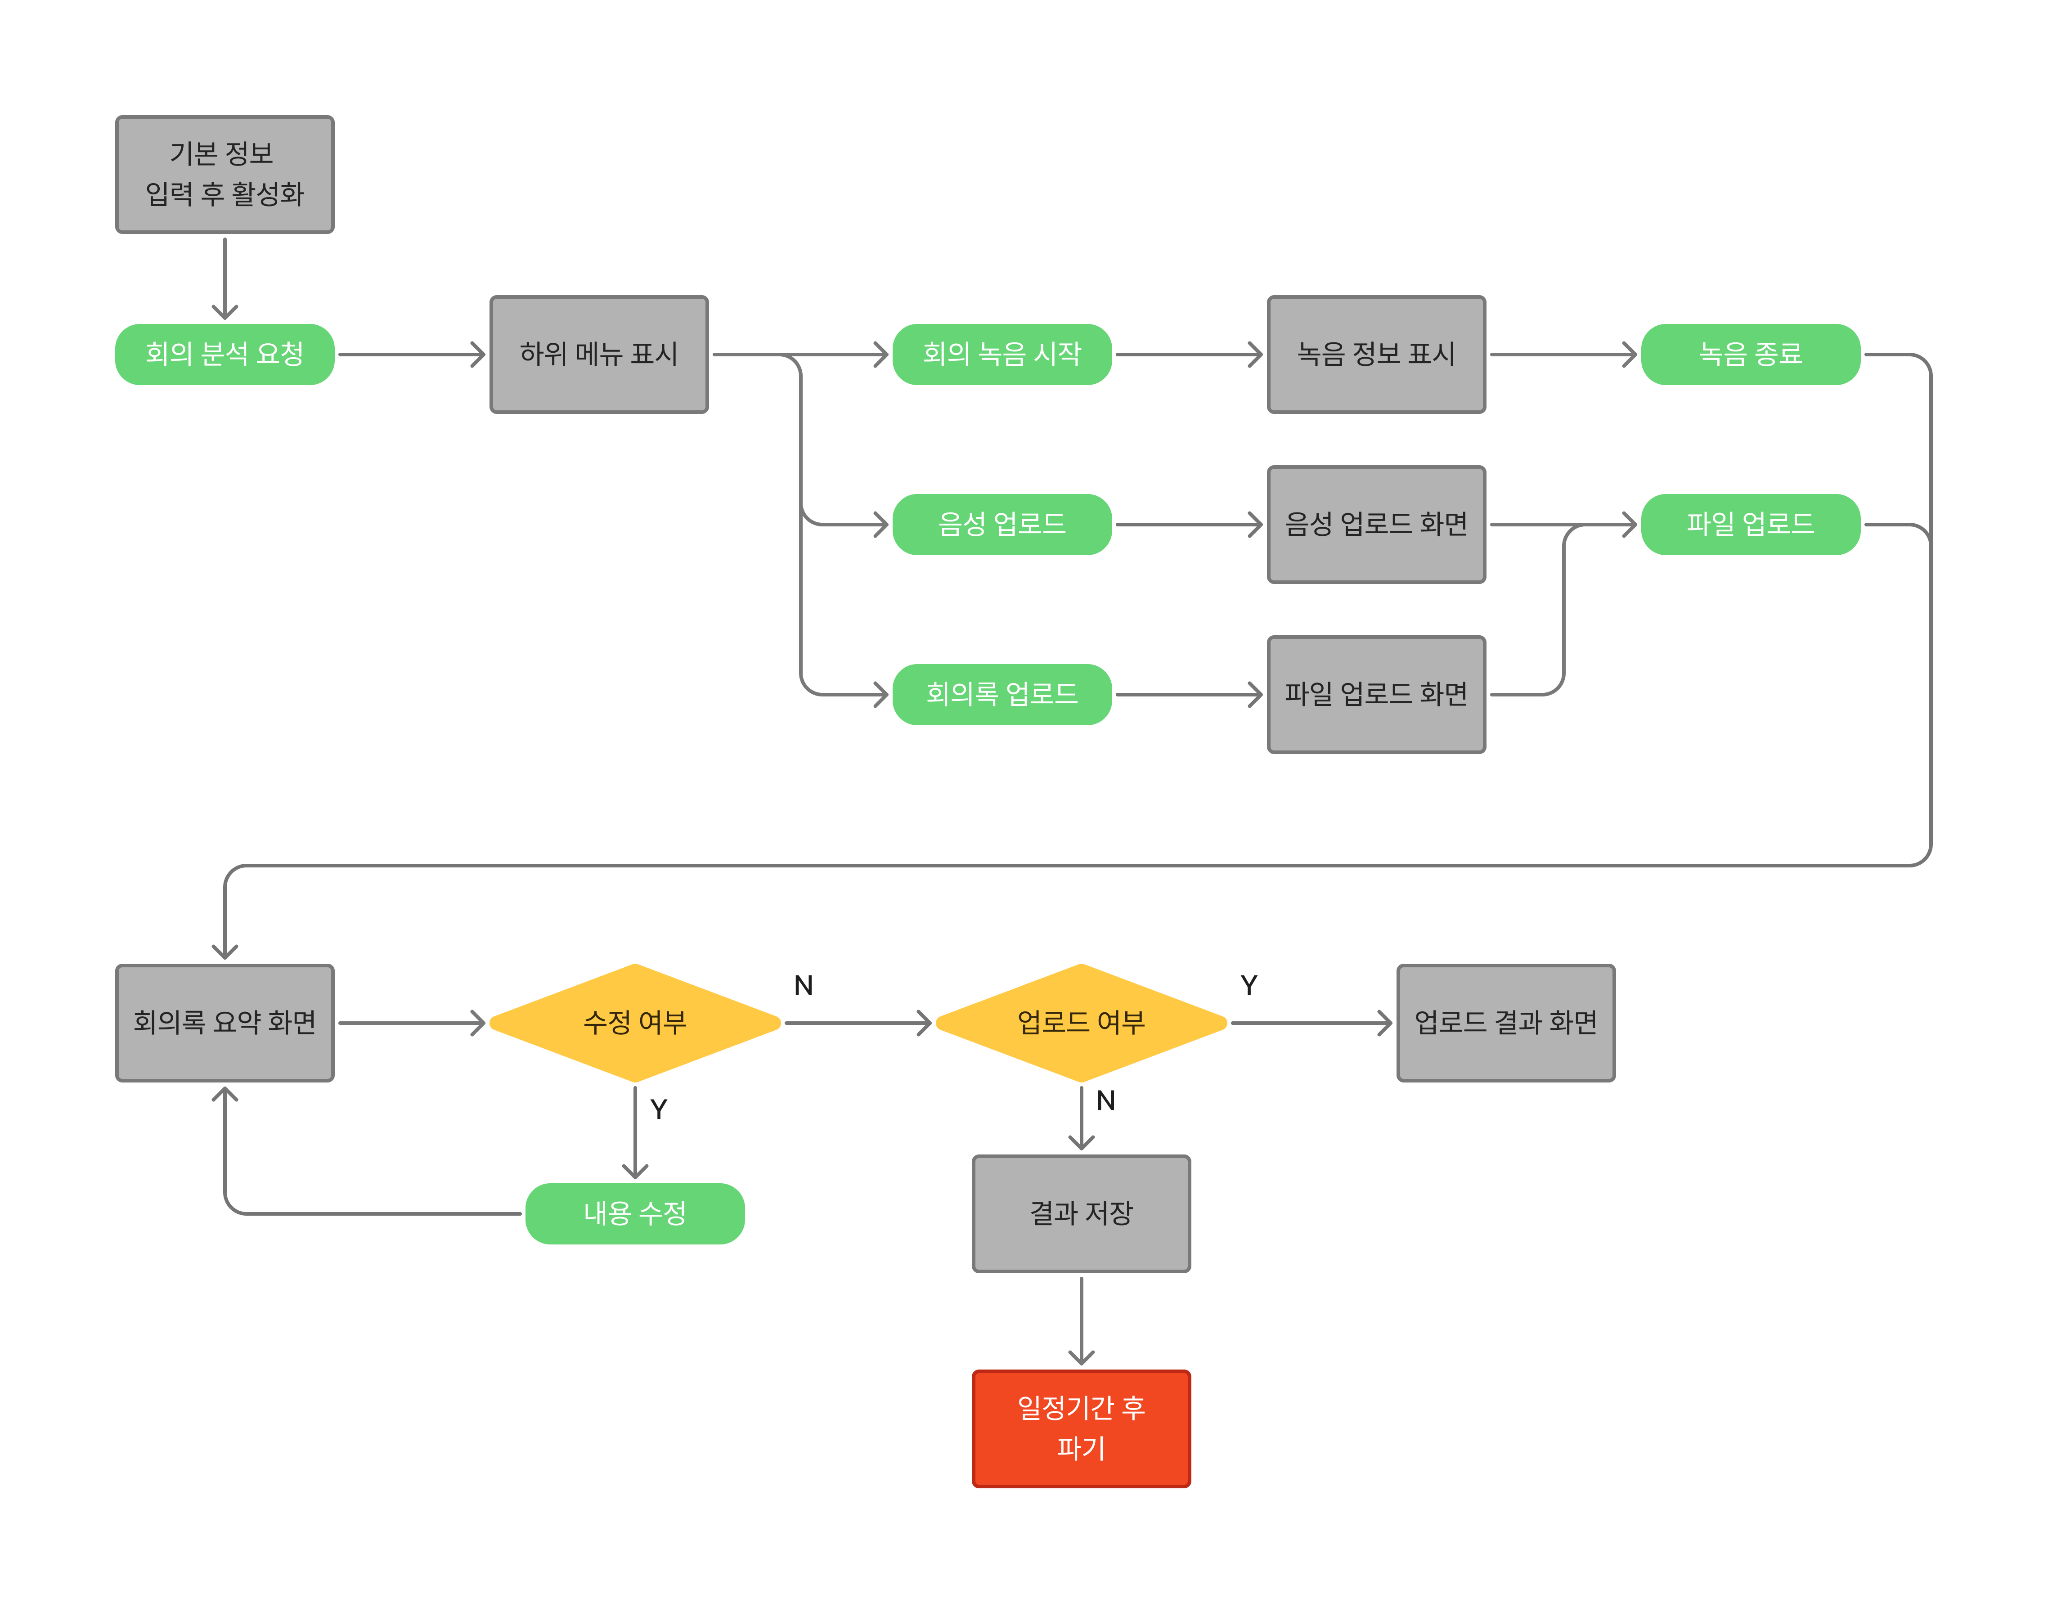 기본 정보
입력 후 활성화
회의 분석 요청
하위 메뉴 표시
회의 녹음 시작
녹음 정보 표시
녹음 종료
음성 업로드
음성 업로드 화면
파일 업로드
회의록 업로드
파일 업로드 화면
회의록 요약 화면
수정 여부
N
업로드 여부
Y
업로드 결과 화면
Y
N
내용 수정
결과 저장
일정기간 후
파기